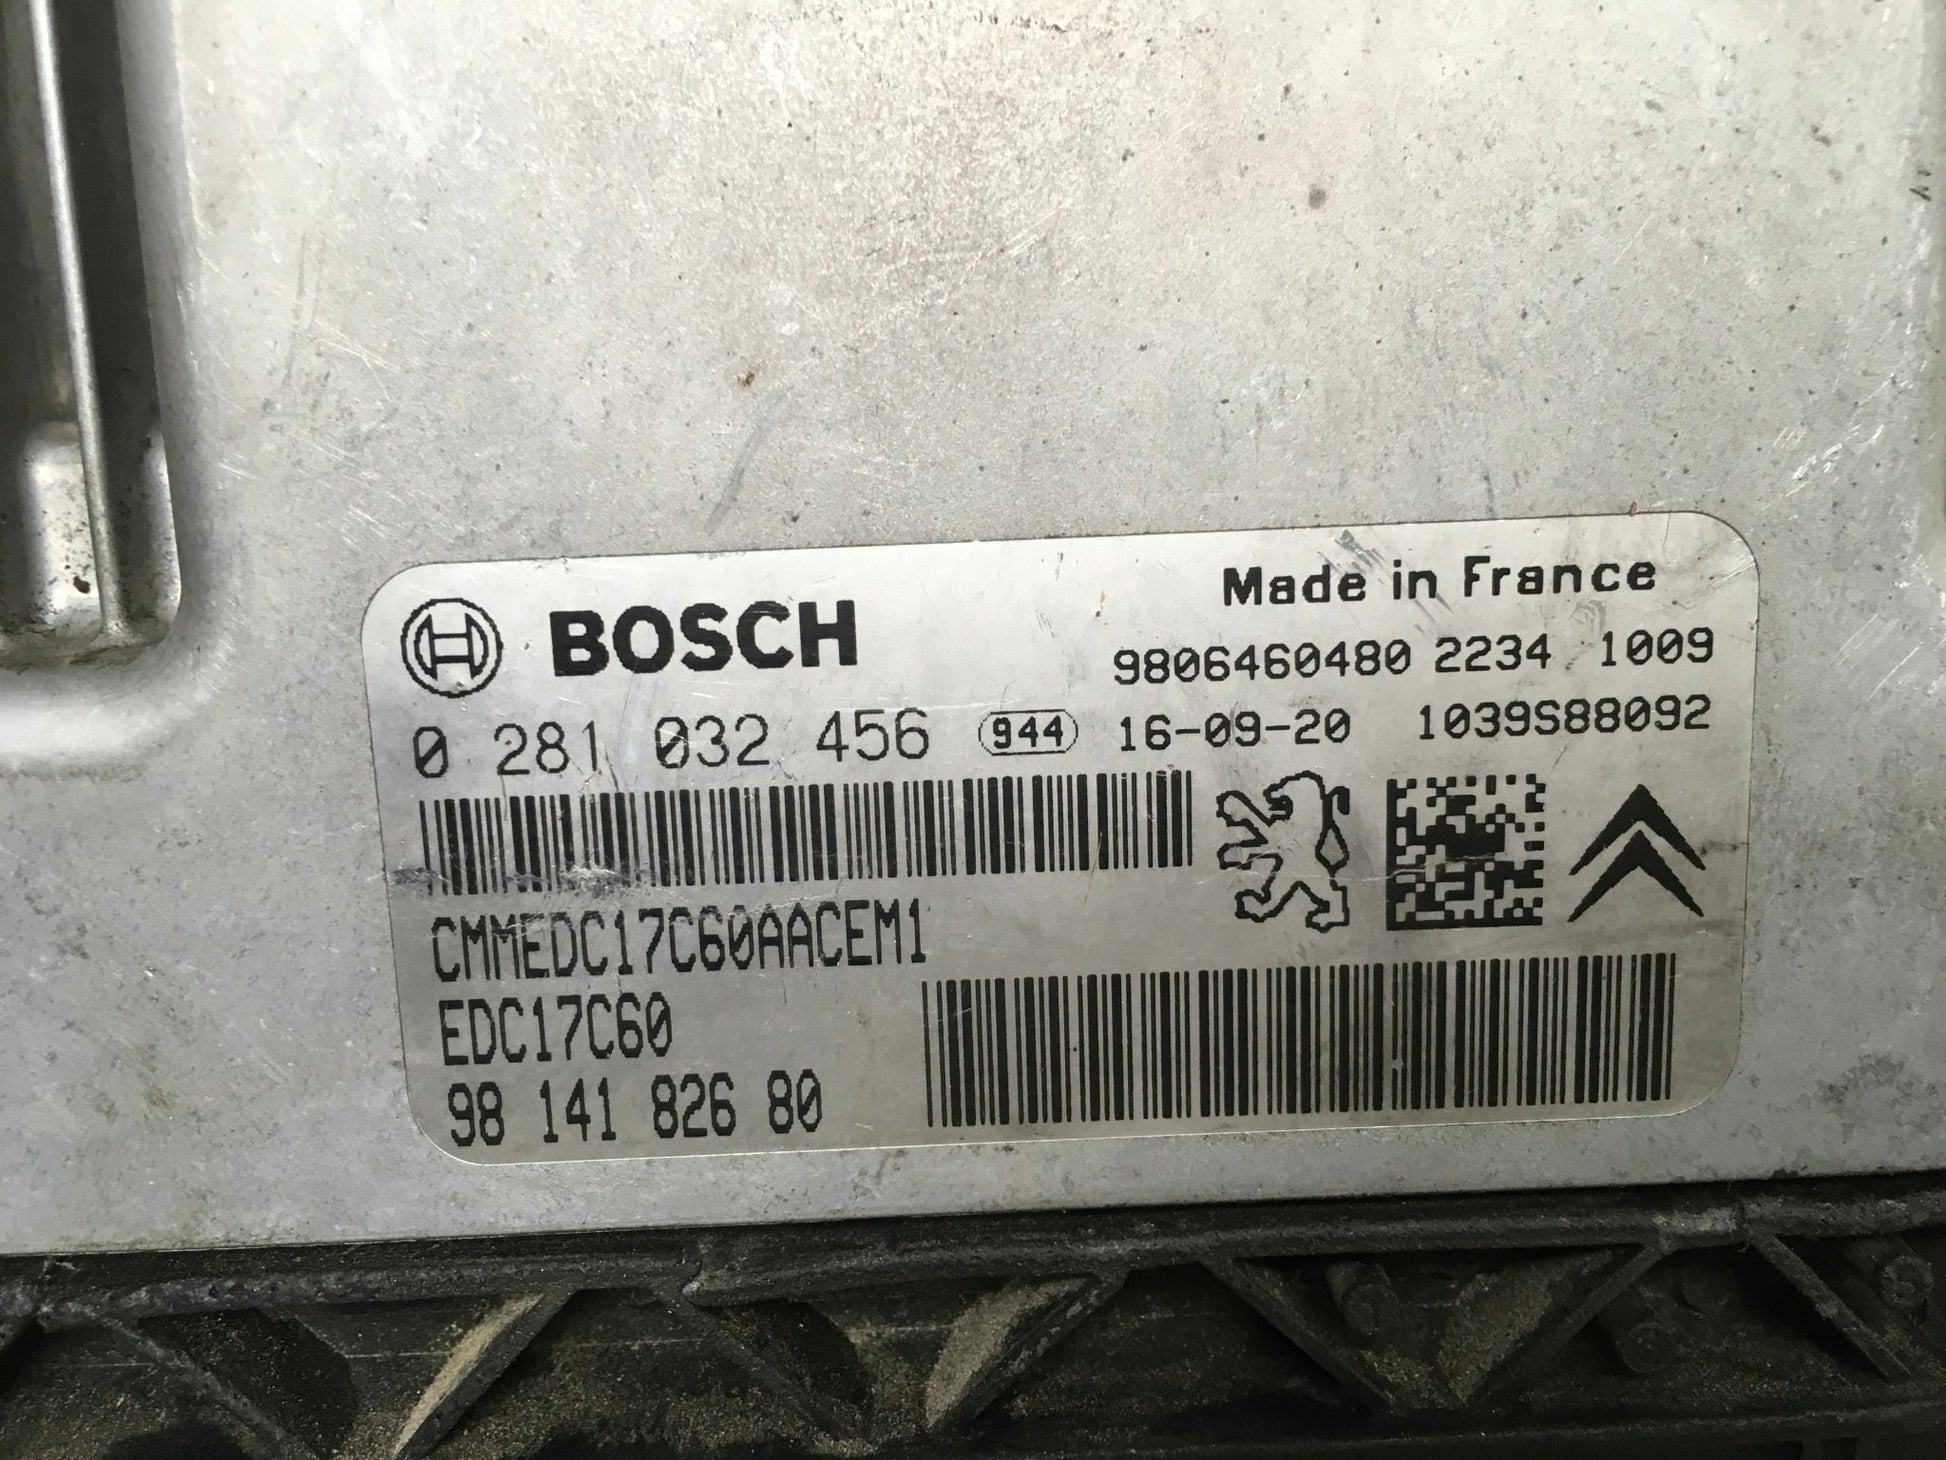 BOSCH
Made in France
9806460480 2234 1009
0 281 032 456 944 16-09-20 1039S88092
CMMEDC17C60AACEM1
EDC17C60
98 141 826 80